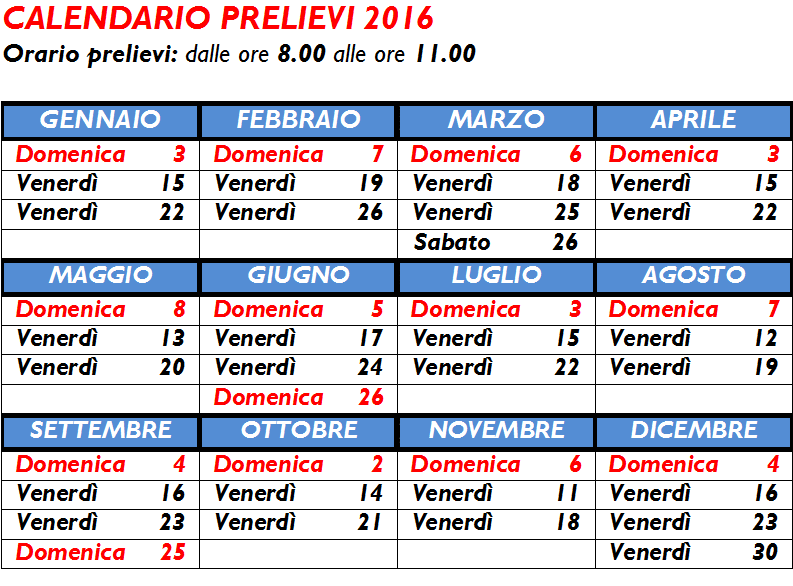 CALENDARIO PRELIEVI 2016
Orario prelievi: dalle ore 8.00 alle ore 11.00
GENNAIO FEBBRAIO MARZO APRILE
Domenica 3 Domenica 7 Domenica 6 Domenica 3
Venerdì 15 Venerdì 19 Venerdì 18 Venerdì 15
Venerdì 22 Venerdì 26 Venerdì 25 Venerdì 22
Sabato 26
MAGGIO GIUGNO LUGLIO AGOSTO
Domenica 8 Domenica 5 Domenica 3 Domenica 7
Venerdì 13 Venerdì 17 Venerdì 15 Venerdì 12
Venerdì 20 Venerdì 24 Venerdì 22 Venerdì 19
Domenica 26
SETTEMBRE OTTOBRE NOVEMBRE DICEMBRE
Domenica 4 Domenica 2 Domenica 6 Domenica 4
Venerdì 16 Venerdì 14 Venerdì 11 Venerdì 16
Venerdì 23 Venerdì 21 Venerdì 18 Venerdì 23
Domenica 25 Venerdì 30